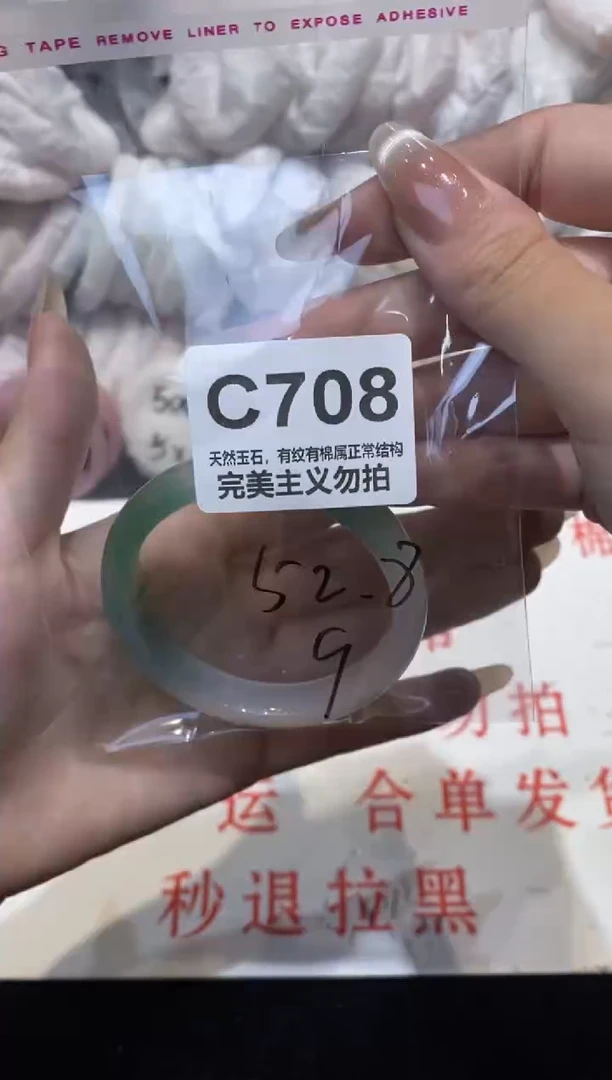 G TAPE REMOVE LINER TO EXPOSE ADHESIVE
C708
天然玉石，有纹有棉属正常结构
完美主义勿拍
52.8
9
勿拍
运 合单发货
秒退拉黑